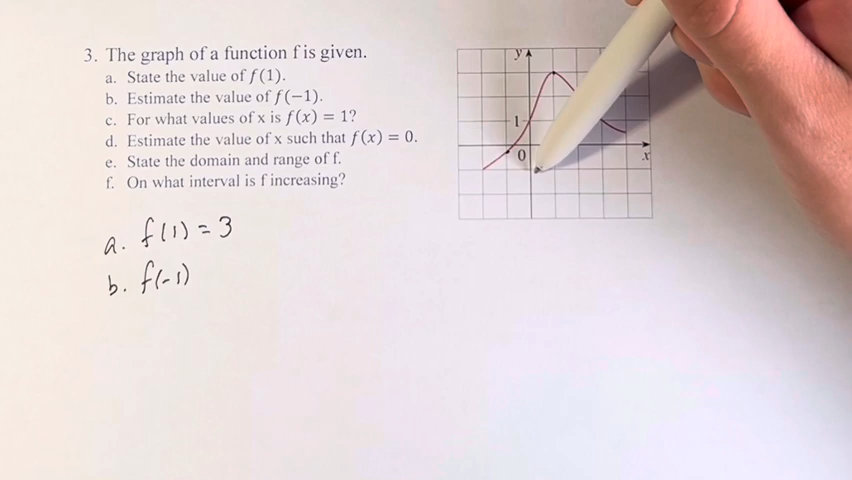 3. The graph of a function f is given.
a. State the value of f(1).
b. Estimate the value of f(−1).
c. For what values of x is f(x) = 1?
d. Estimate the value of x such that f(x) = 0.
e. State the domain and range of f.
f. On what interval is f increasing?
y
1
0
x
a. f(1) = 3
b. f(-1)